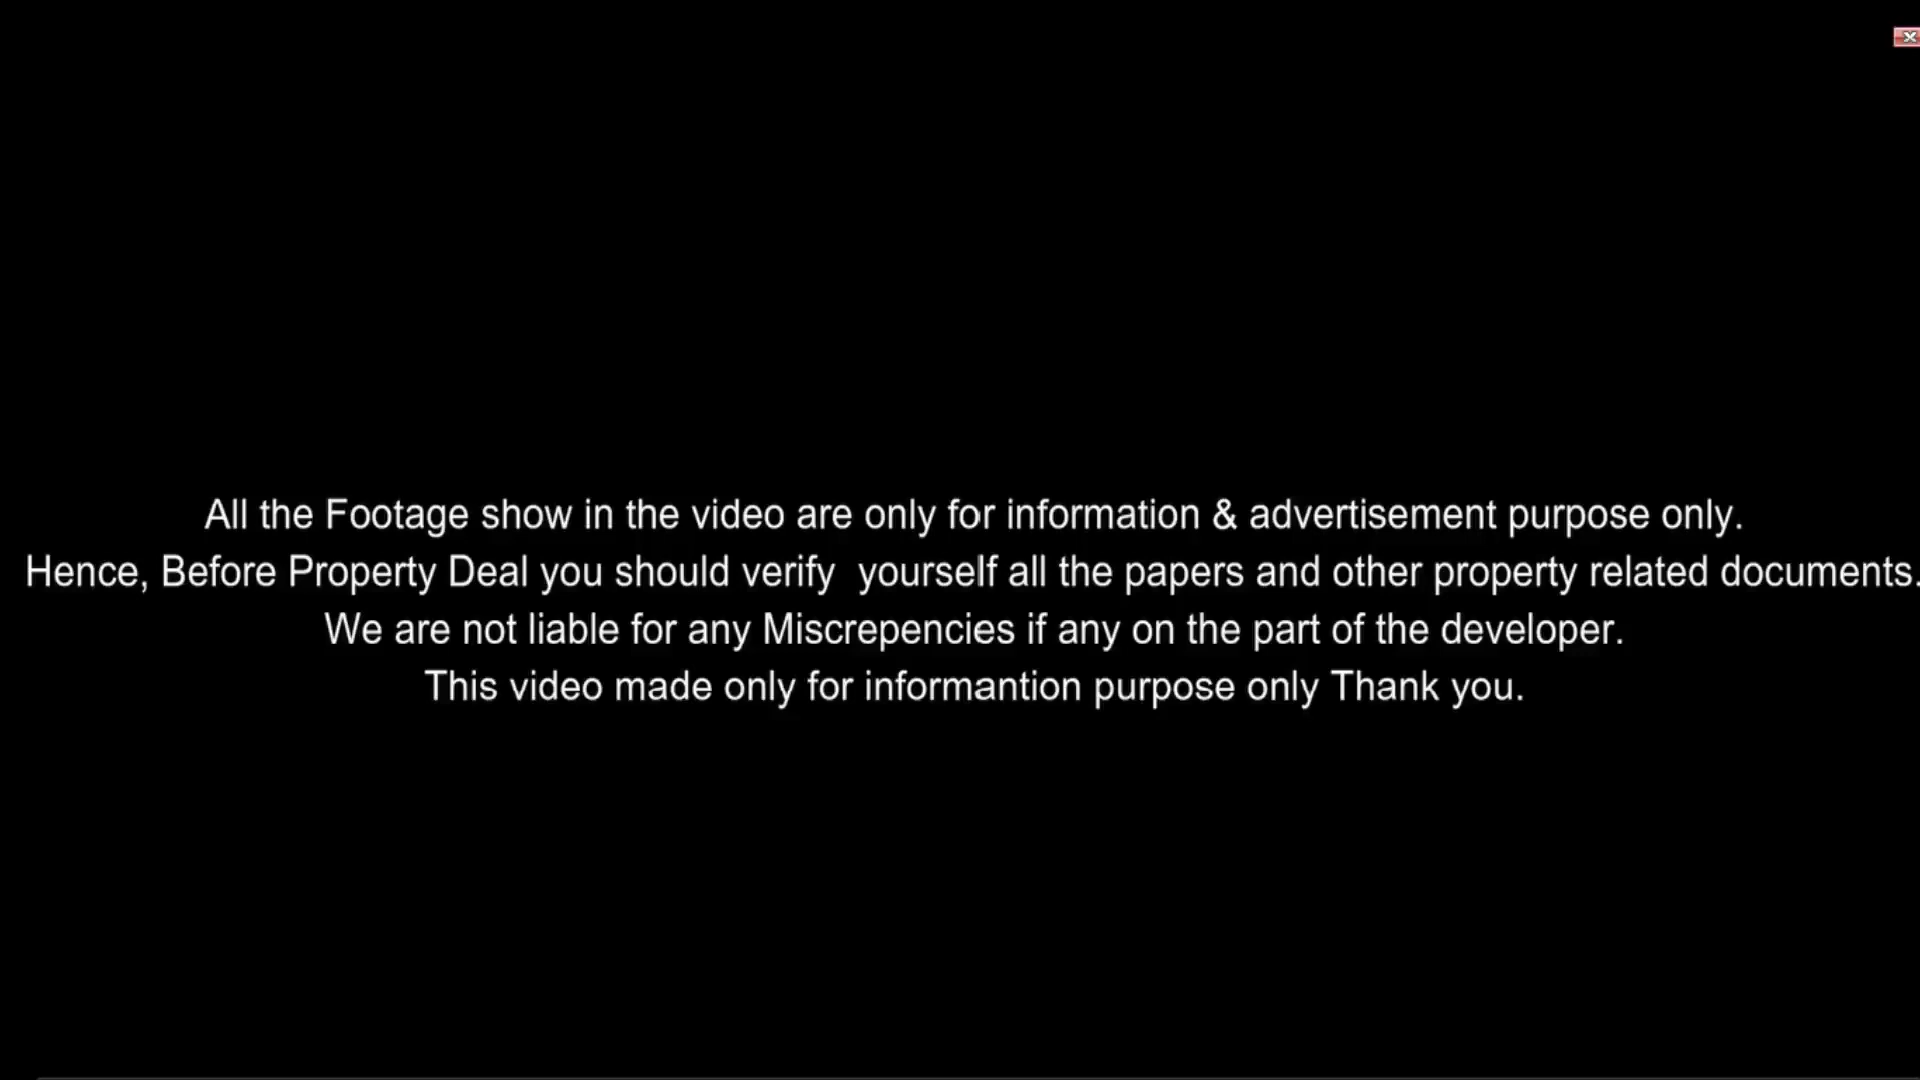 All the Footage show in the video are only for information & advertisement purpose only.
Hence, Before Property Deal you should verify  yourself all the papers and other property related documents.
We are not liable for any Miscrepencies if any on the part of the developer.
This video made only for informantion purpose only Thank you.